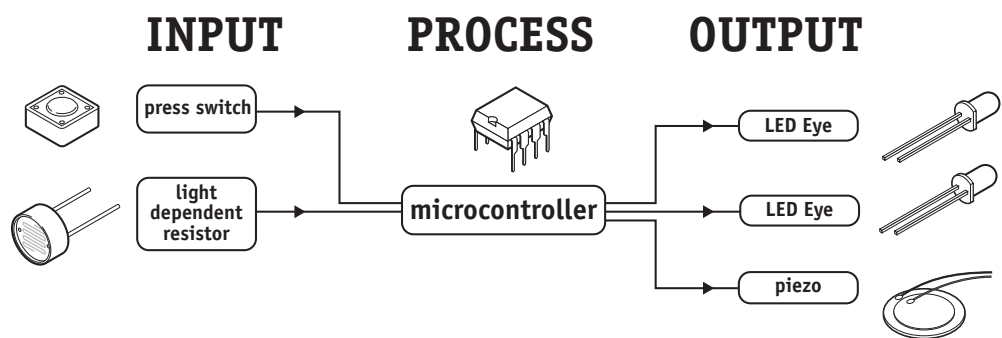 INPUT PROCESS OUTPUT
press switch
light
dependent
resistor
microcontroller
LED Eye
LED Eye
piezo